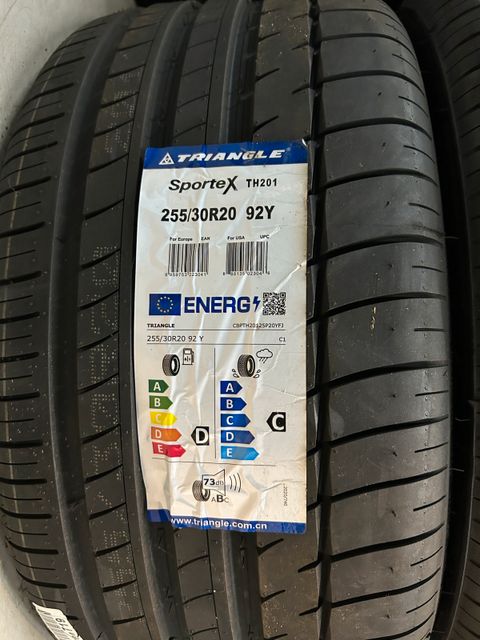 TRIANGLE
SporteX TH201
255/30R20 92Y
For Europe EAN For USA UPC
ENERG
TRIANGLE CBPTH20125P20YFJ
255/30R20 92 Y C1
A A
B B
C C C
D D D
E E
73dB
ABC
www.triangle.com.cn